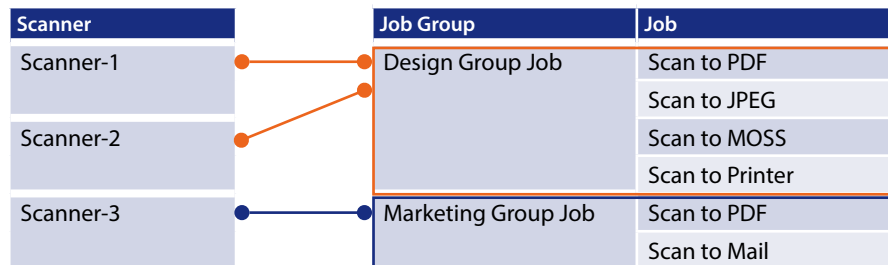 Scanner
Job Group
Job
Scanner-1
Design Group Job
Scan to PDF
Scan to JPEG
Scanner-2
Scan to MOSS
Scan to Printer
Scanner-3
Marketing Group Job
Scan to PDF
Scan to Mail